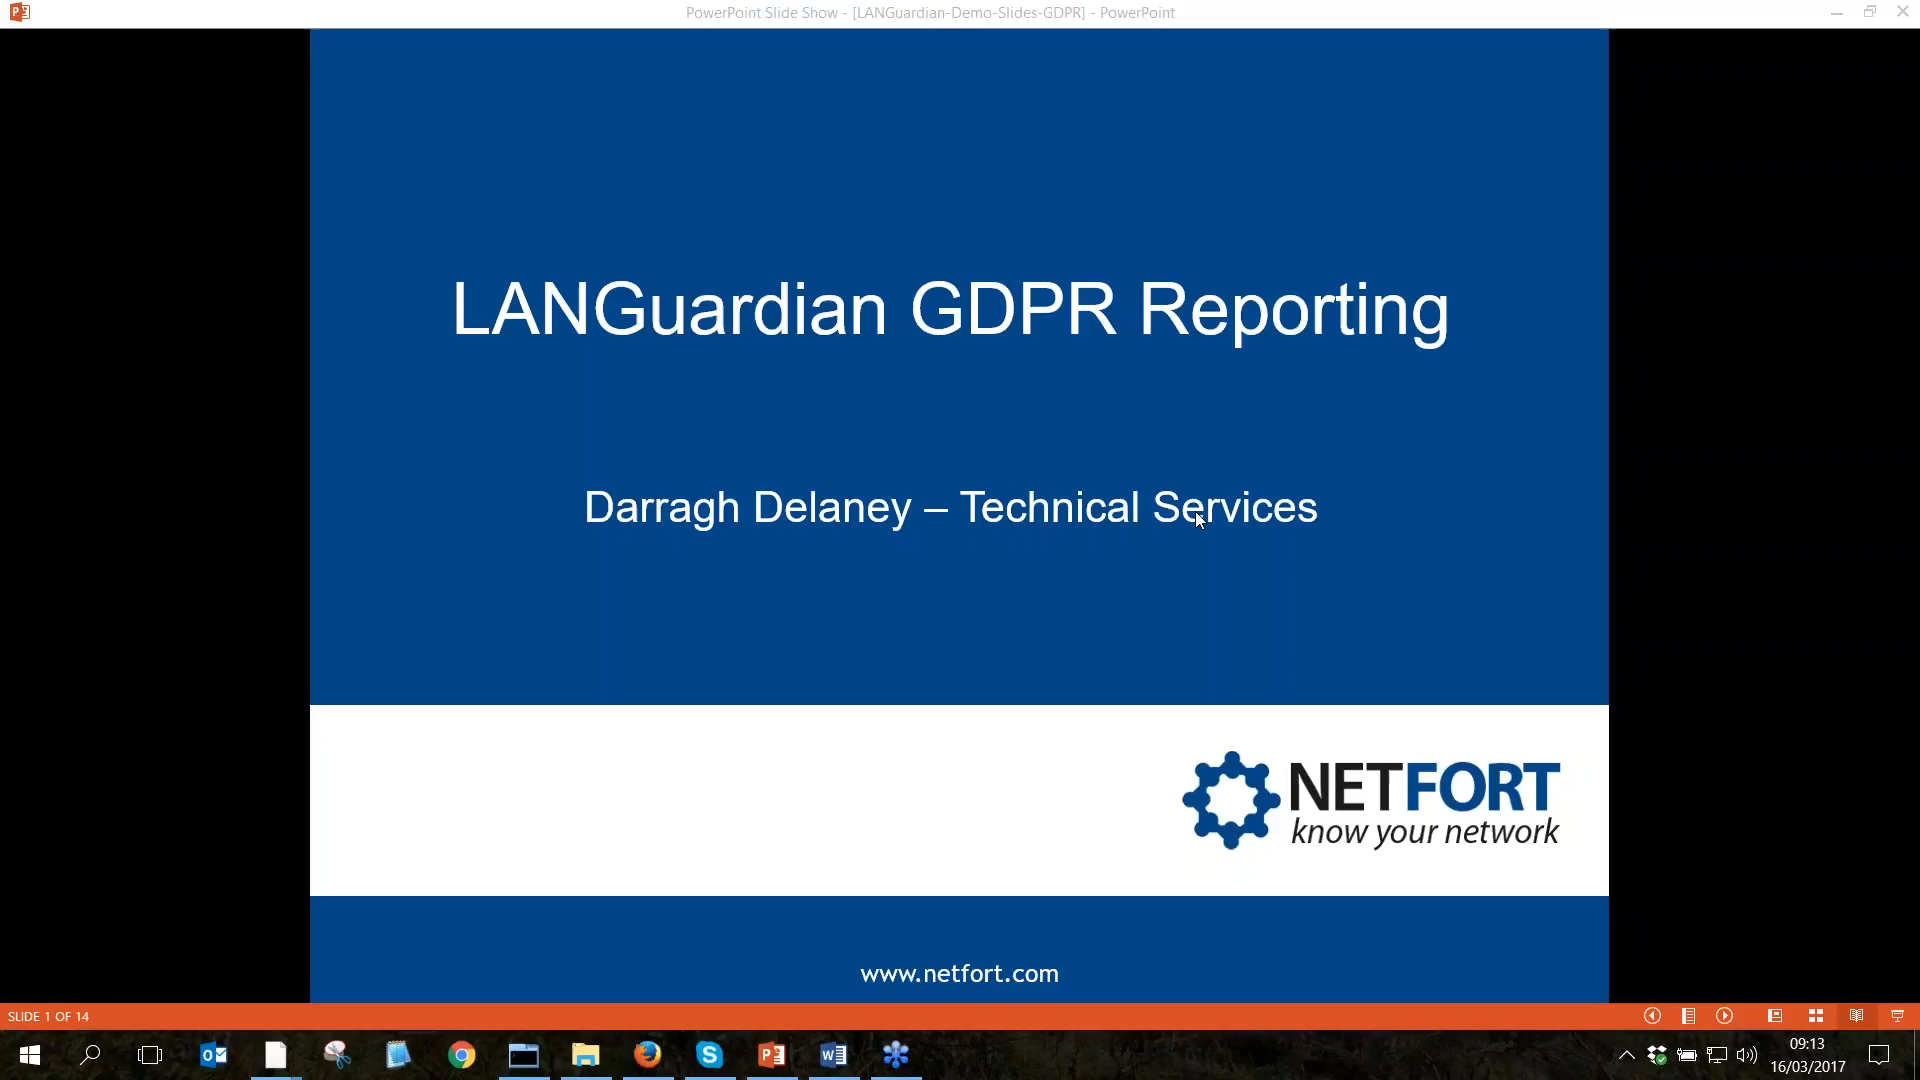 PowerPoint Slide Show - [LANGuardian-Demo-Slides-GDPR] - PowerPoint
LANGuardian GDPR Reporting
Darragh Delaney – Technical Services
NETFORT
know your network
www.netfort.com
SLIDE 1 OF 14
09:13
16/03/2017